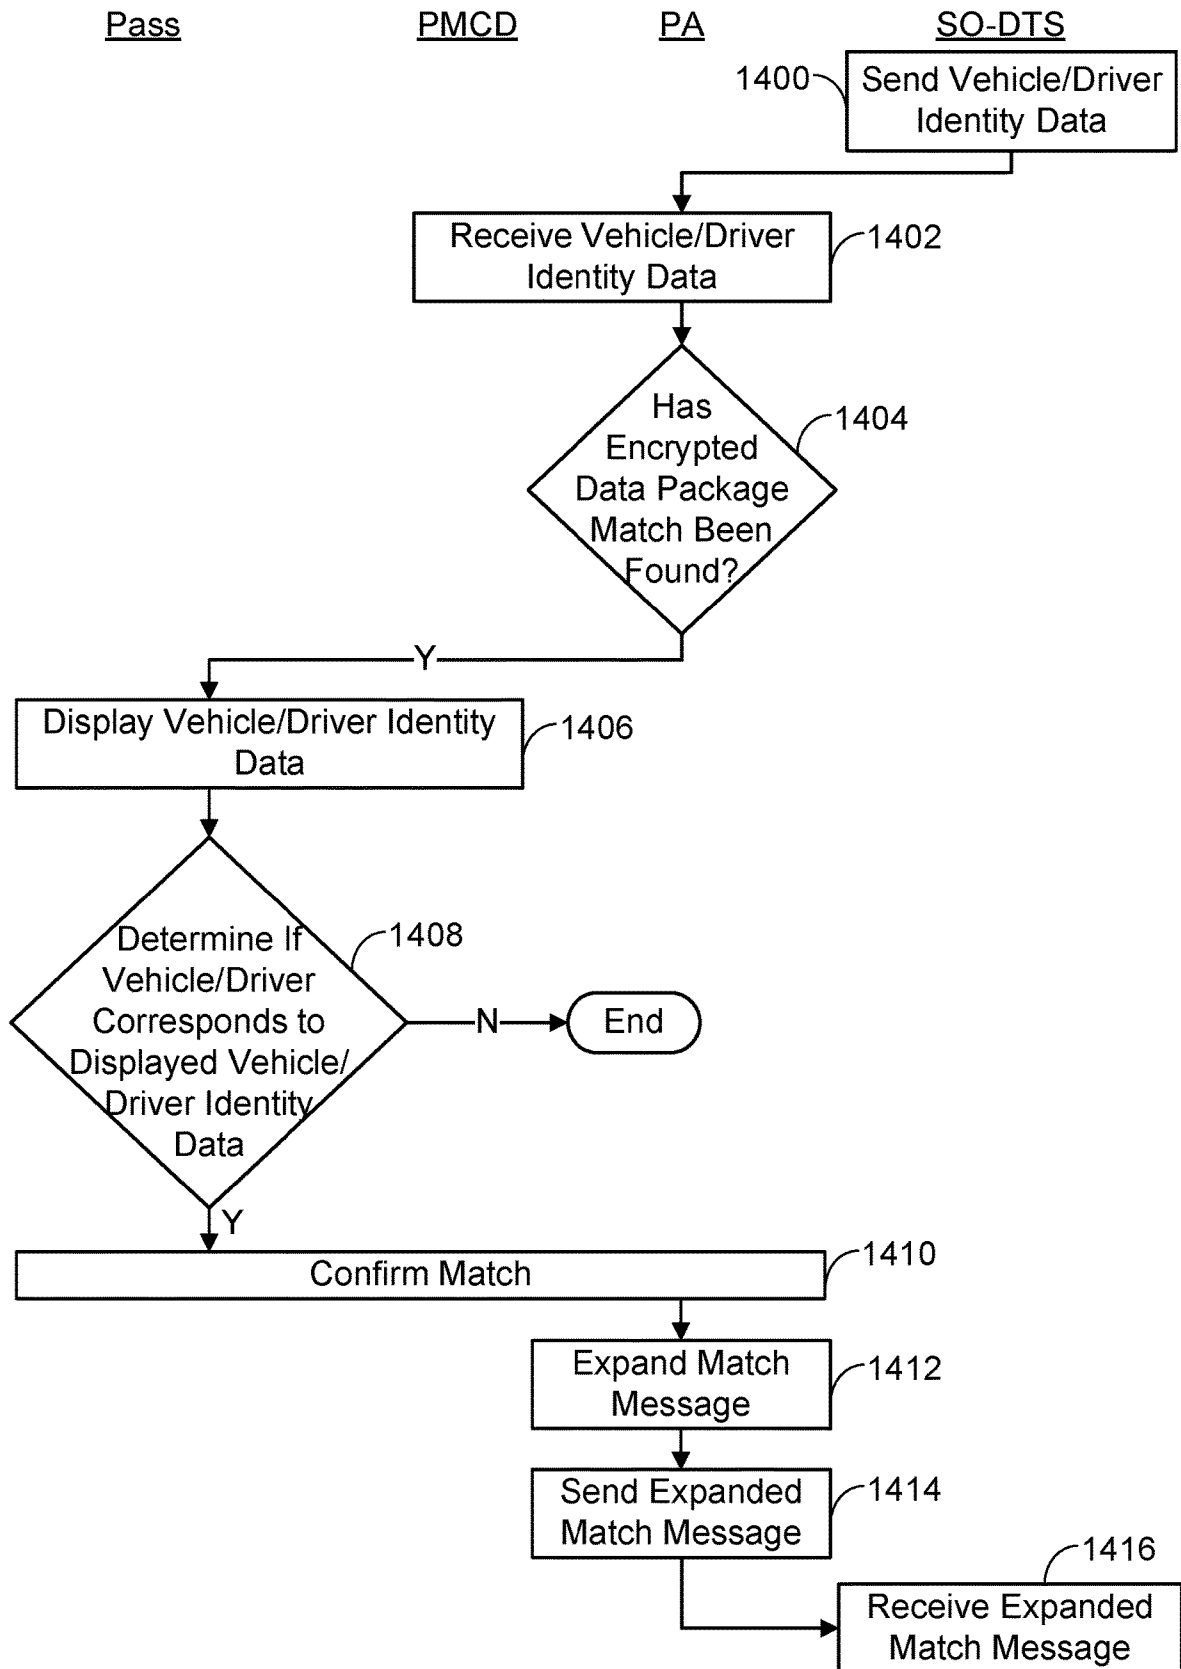 Pass PMCD PA SO-DTS
1400
Send Vehicle/Driver
Identity Data
Receive Vehicle/Driver
Identity Data
1402
Has
Encrypted
Data Package
Match Been
Found?
1404
Y
Display Vehicle/Driver Identity
Data
1406
Determine If
Vehicle/Driver
Corresponds to
Displayed Vehicle/
Driver Identity
Data
1408
N
End
Y
Confirm Match
1410
Expand Match
Message
1412
Send Expanded
Match Message
1414
1416
Receive Expanded
Match Message